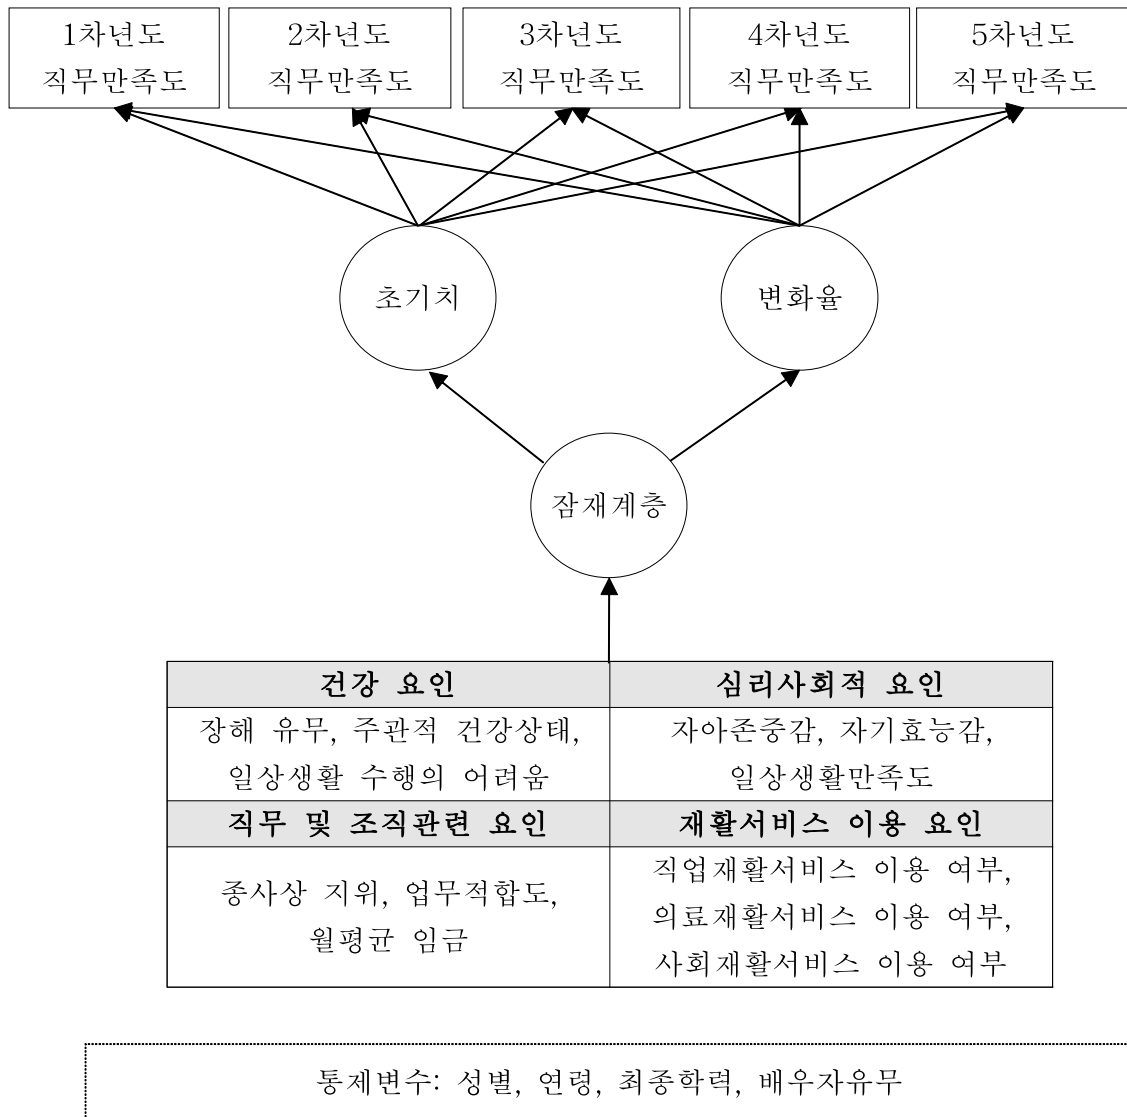 1차년도
직무만족도
2차년도
직무만족도
3차년도
직무만족도
4차년도
직무만족도
5차년도
직무만족도
초기치
변화율
잠재계층
건강 요인
심리사회적 요인
장해 유무, 주관적 건강상태,
일상생활 수행의 어려움
자아존중감, 자기효능감,
일상생활만족도
직무 및 조직관련 요인
재활서비스 이용 요인
종사상 지위, 업무적합도,
월평균 임금
직업재활서비스 이용 여부,
의료재활서비스 이용 여부,
사회재활서비스 이용 여부
통제변수: 성별, 연령, 최종학력, 배우자유무